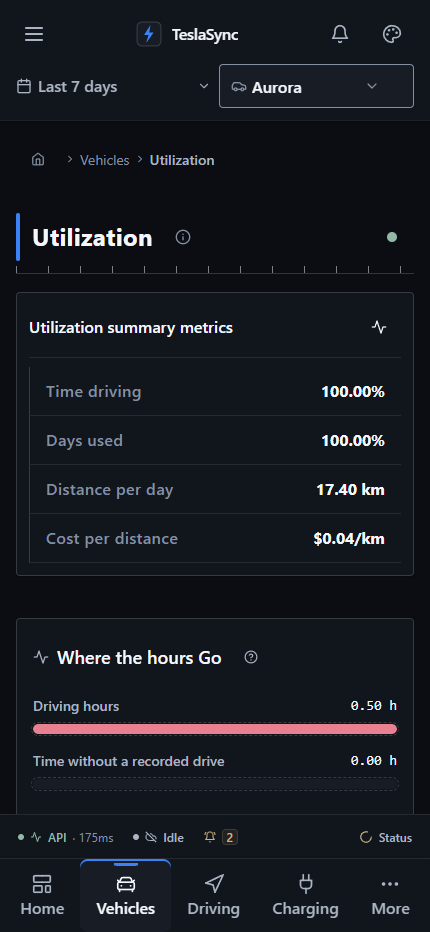 TeslaSync
Last 7 days
Aurora
Vehicles
Utilization
Utilization
Utilization summary metrics
Time driving 100.00%
Days used 100.00%
Distance per day 17.40 km
Cost per distance $0.04/km
Where the hours Go
Driving hours 0.50 h
Time without a recorded drive 0.00 h
API · 175ms Idle 2 Status
Home Vehicles Driving Charging More